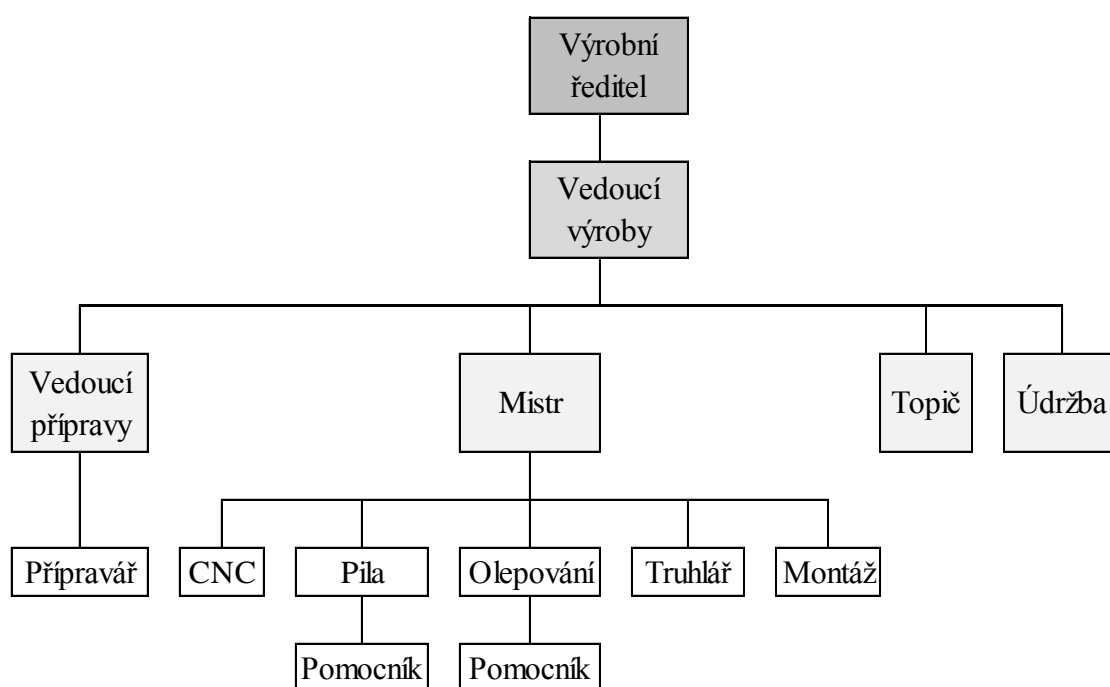 Výrobní
ředitel
Vedoucí
výroby
Vedoucí
přípravy
Mistr
Topič
Údržba
Přípravář
CNC
Pila
Olepování
Truhlář
Montáž
Pomocník
Pomocník